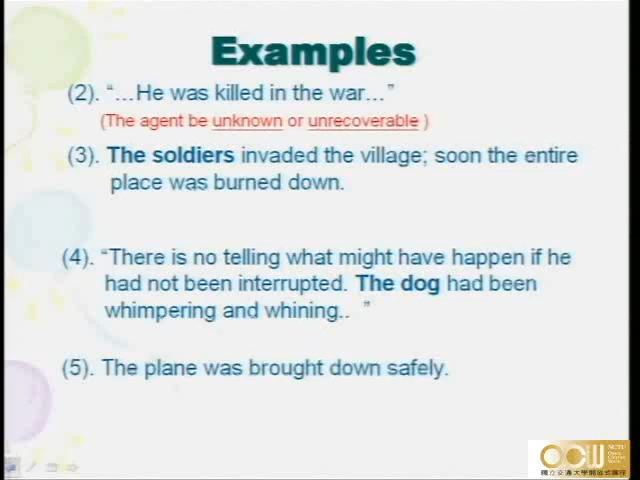 Examples
(2). “…He was killed in the war…”
(The agent be unknown or unrecoverable )
(3). The soldiers invaded the village; soon the entire
place was burned down.
(4). “There is no telling what might have happen if he
had not been interrupted. The dog had been
whimpering and whining.. ”
(5). The plane was brought down safely.
NCTU
國立交通大學開放式課程